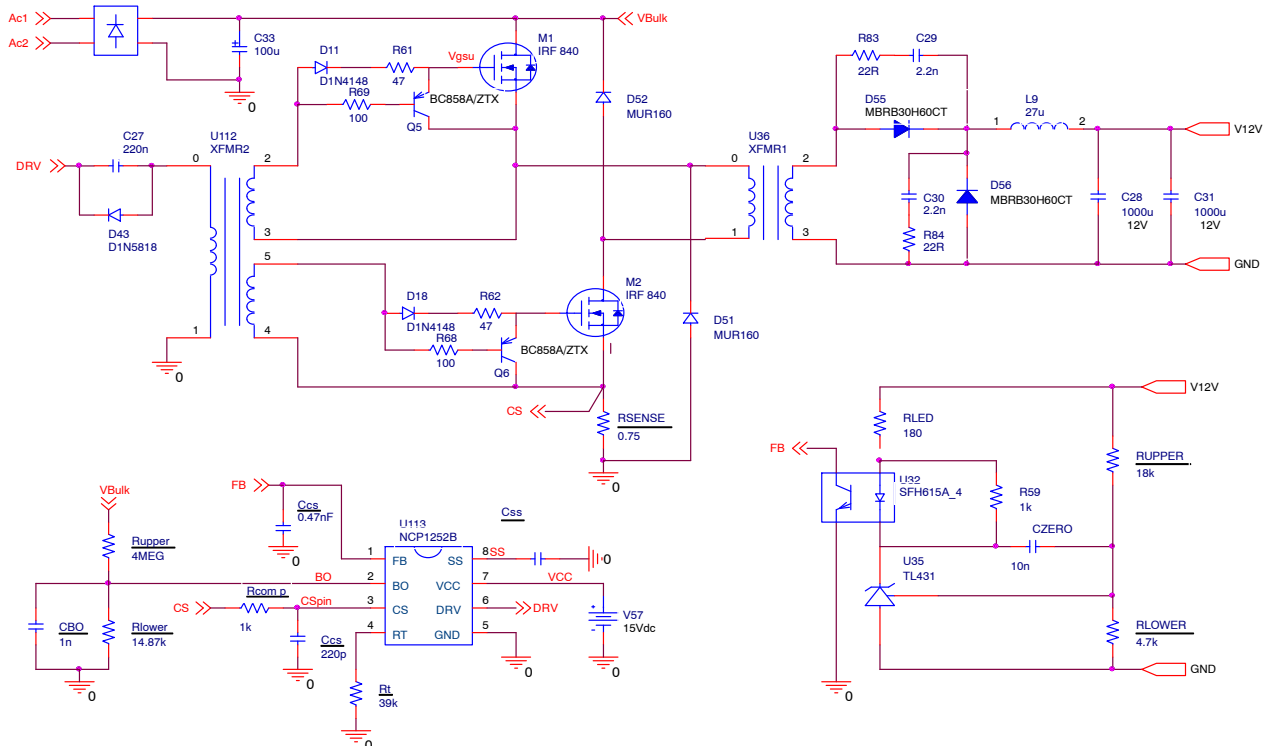 Ac1
Ac2
C33
100u
0
VBulk
M1
IRF 840
D11
D1N4148
R61
47
Vgsu
R69
100
BC858A/ZTX
Q5
D52
MUR160
C27
220n
DRV
D43
D1N5818
U112
XFMR2
0
1
2
3
5
4
0
D18
D1N4148
R62
47
R68
100
BC858A/ZTX
Q6
M2
IRF 840
D51
MUR160
CS
RSENSE
0.75
0
U36
XFMR1
0
1
2
3
R83
22R
C29
2.2n
D55
MBRB30H60CT
L9
27u
1
2
V12V
C30
2.2n
R84
22R
D56
MBRB30H60CT
C28
1000u
12V
C31
1000u
12V
GND
VBulk
Rupper
4MEG
BO
CBO
1n
Rlower
14.87k
0
FB
Ccs
0.47nF
0
CS
Rcom p
1k
CSpin
Ccs
220p
0
U113
NCP1252B
1
FB
2
BO
3
CS
4
RT
8
SS
7
VCC
6
DRV
5
GND
Rt
39k
0
SS
Css
0
VCC
DRV
0
V57
15Vdc
0
V12V
RLED
180
FB
U32
SFH615A_4
R59
1k
RUPPER
18k
CZERO
10n
U35
TL431
RLOWER
4.7k
GND
0